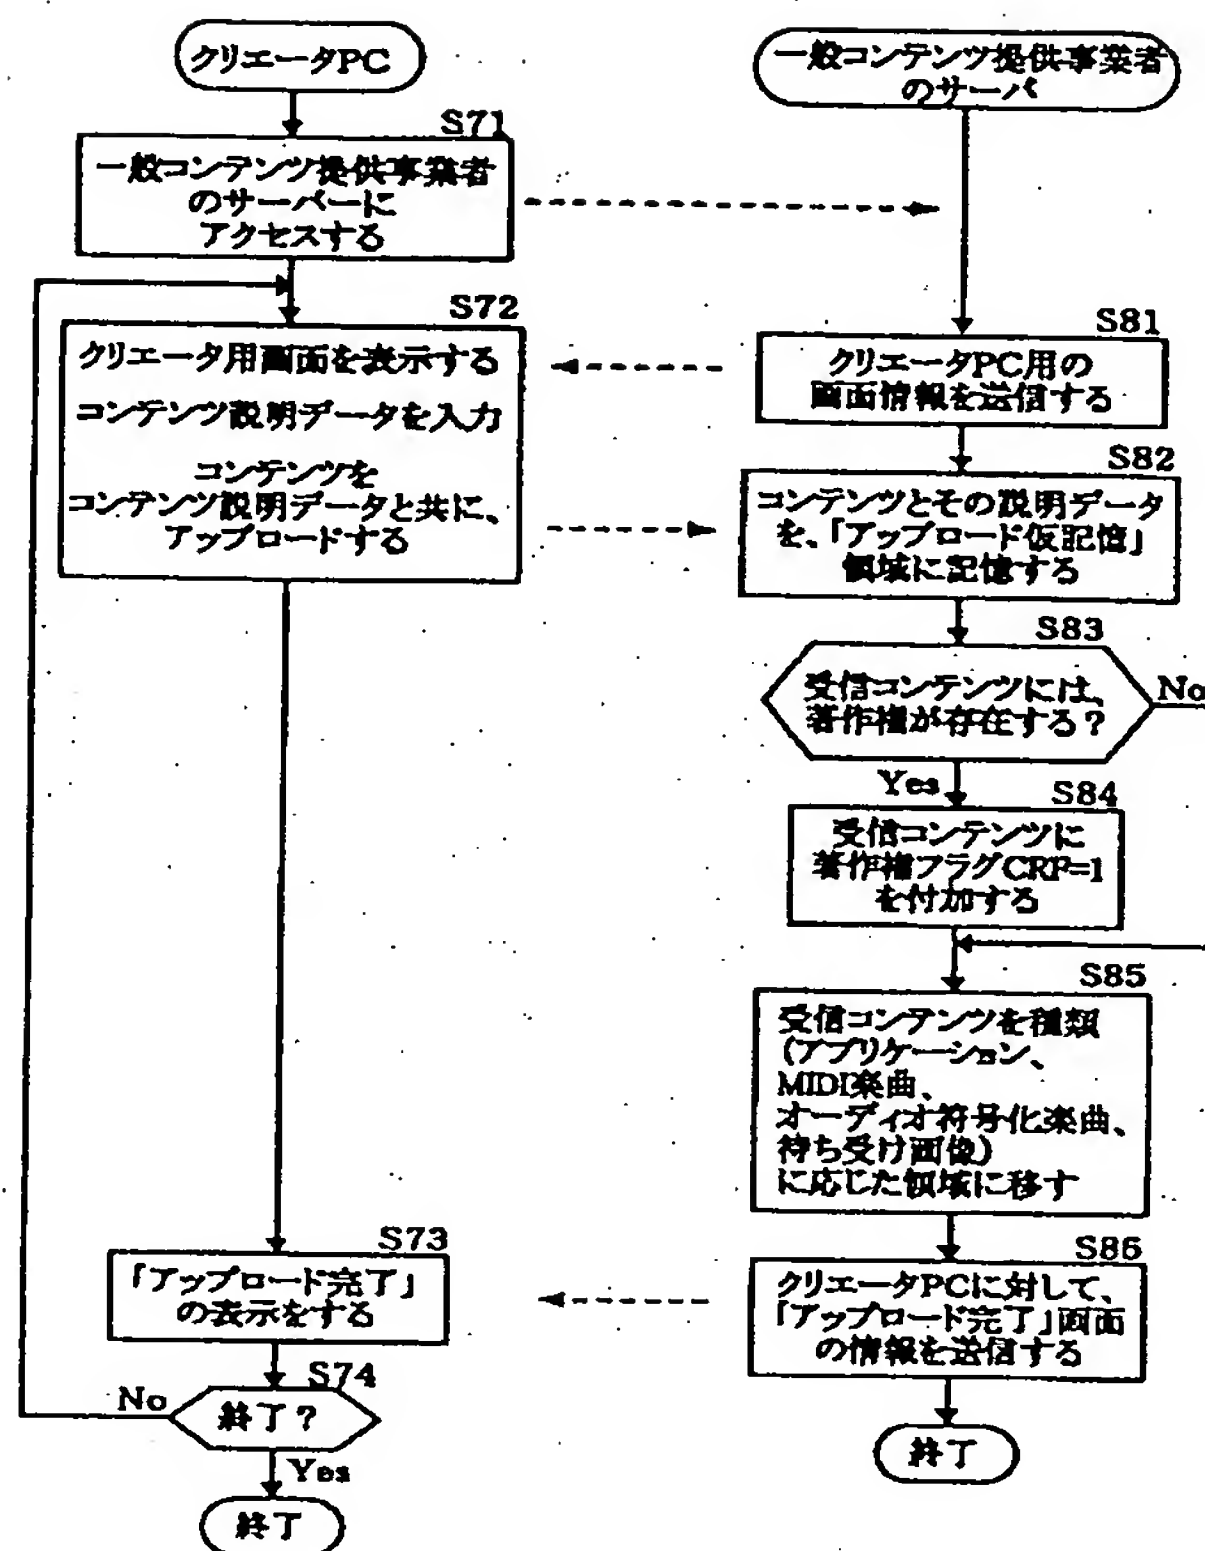 クリエータPC
S71
一般コンテンツ提供事業者
のサーバーに
アクセスする
S72
クリエータ用画面を表示する
コンテンツ説明データを入力
コンテンツを
コンテンツ説明データと共に、
アップロードする
S73
「アップロード完了」
の表示をする
S74
終了？
No
Yes
終了
一般コンテンツ提供事業者
のサーバ
S81
クリエータPC用の
画面情報を送信する
S82
コンテンツとその説明データ
を、「アップロード仮記憶」
領域に記憶する
S83
受信コンテンツには、
著作権が存在する？
No
Yes
S84
受信コンテンツに
著作権フラグCRF=1
を付加する
S85
受信コンテンツを種類
(アプリケーション、
MIDI楽曲、
オーディオ符号化楽曲、
待ち受け画像)
に応じた領域に移す
S86
クリエータPCに対して、
「アップロード完了」画面
の情報を送信する
終了